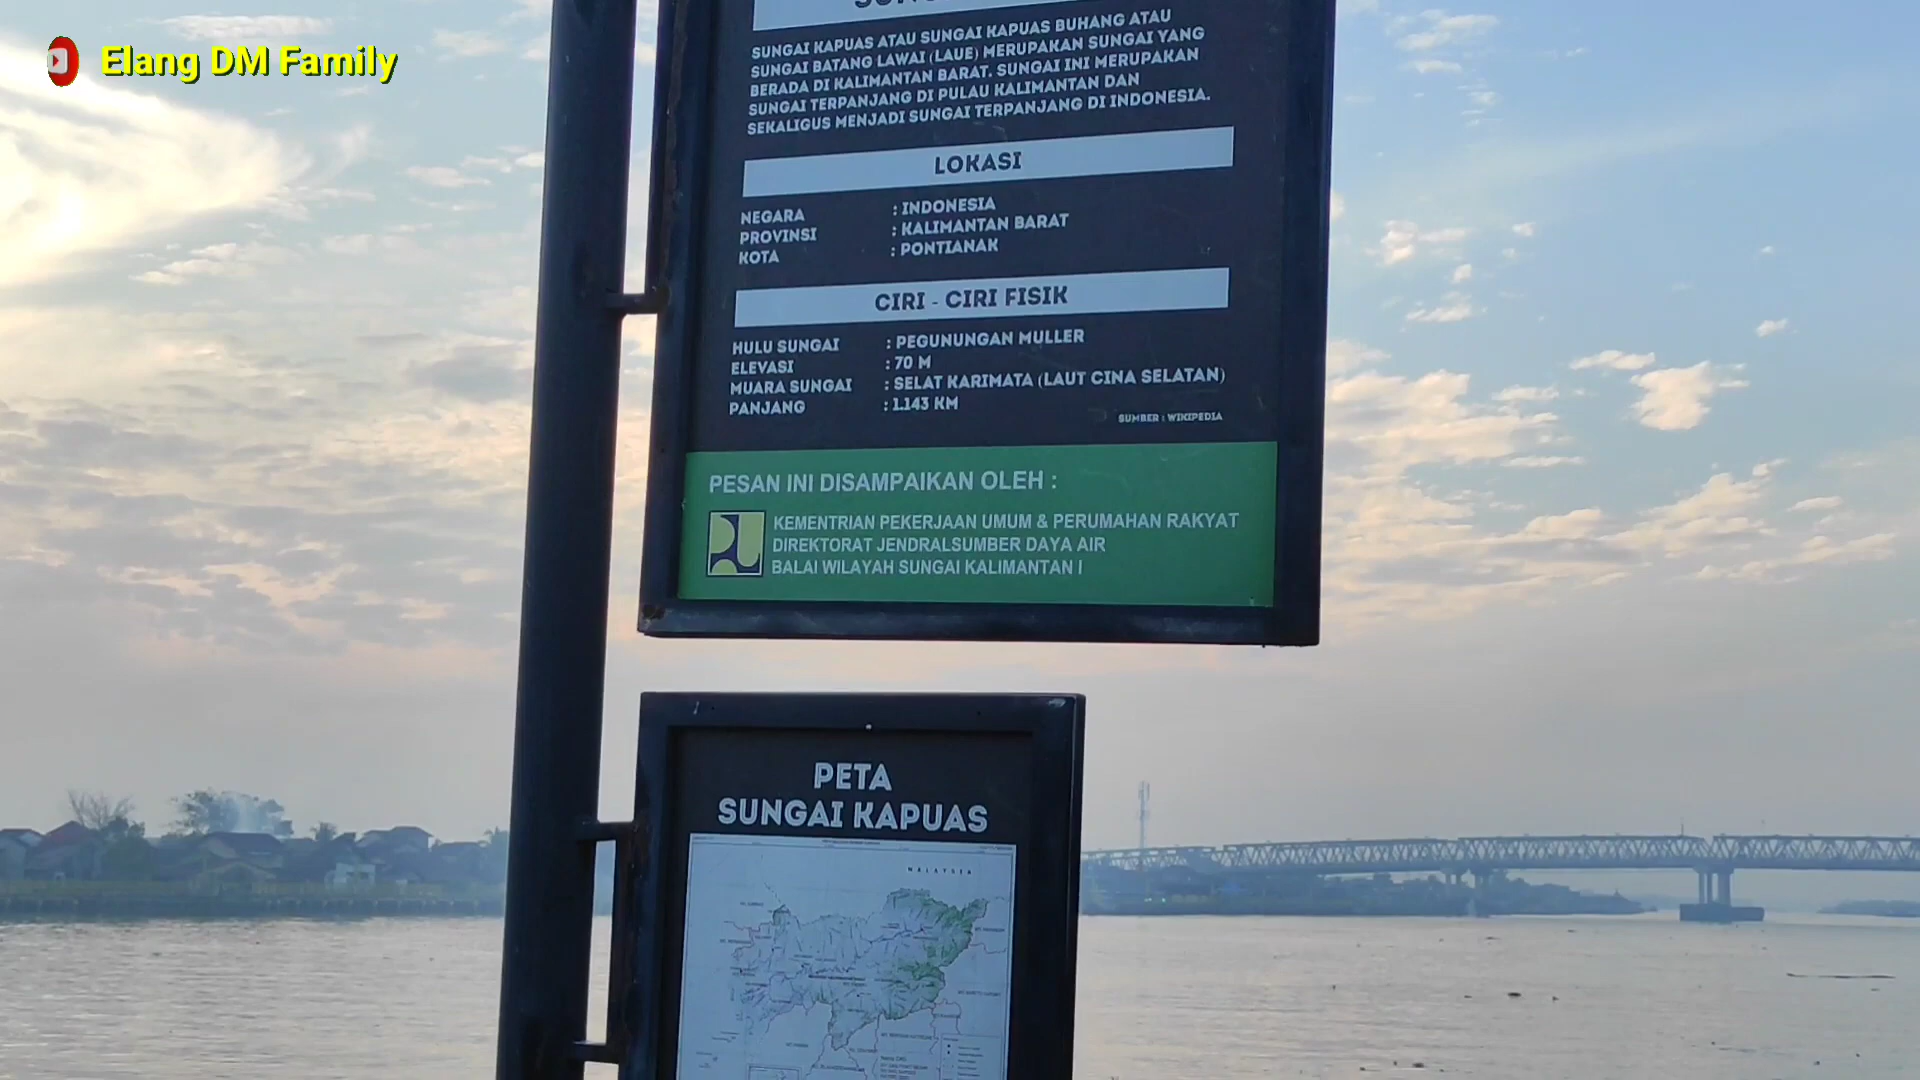 Elang DM Family
SUNGAI KAPUAS ATAU SUNGAI KAPUAS BUHANG ATAU
SUNGAI BATANG LAWAI (LAUE) MERUPAKAN SUNGAI YANG
BERADA DI KALIMANTAN BARAT. SUNGAI INI MERUPAKAN
SUNGAI TERPANJANG DI PULAU KALIMANTAN DAN
SEKALIGUS MENJADI SUNGAI TERPANJANG DI INDONESIA.
LOKASI
NEGARA : INDONESIA
PROVINSI : KALIMANTAN BARAT
KOTA : PONTIANAK
CIRI - CIRI FISIK
HULU SUNGAI : PEGUNUNGAN MULLER
ELEVASI : 70 M
MUARA SUNGAI : SELAT KARIMATA (LAUT CINA SELATAN)
PANJANG : 1.143 KM
SUMBER : WIKIPEDIA
PESAN INI DISAMPAIKAN OLEH :
KEMENTRIAN PEKERJAAN UMUM & PERUMAHAN RAKYAT
DIREKTORAT JENDRALSUMBER DAYA AIR
BALAI WILAYAH SUNGAI KALIMANTAN I
PETA
SUNGAI KAPUAS
MALAYSIA